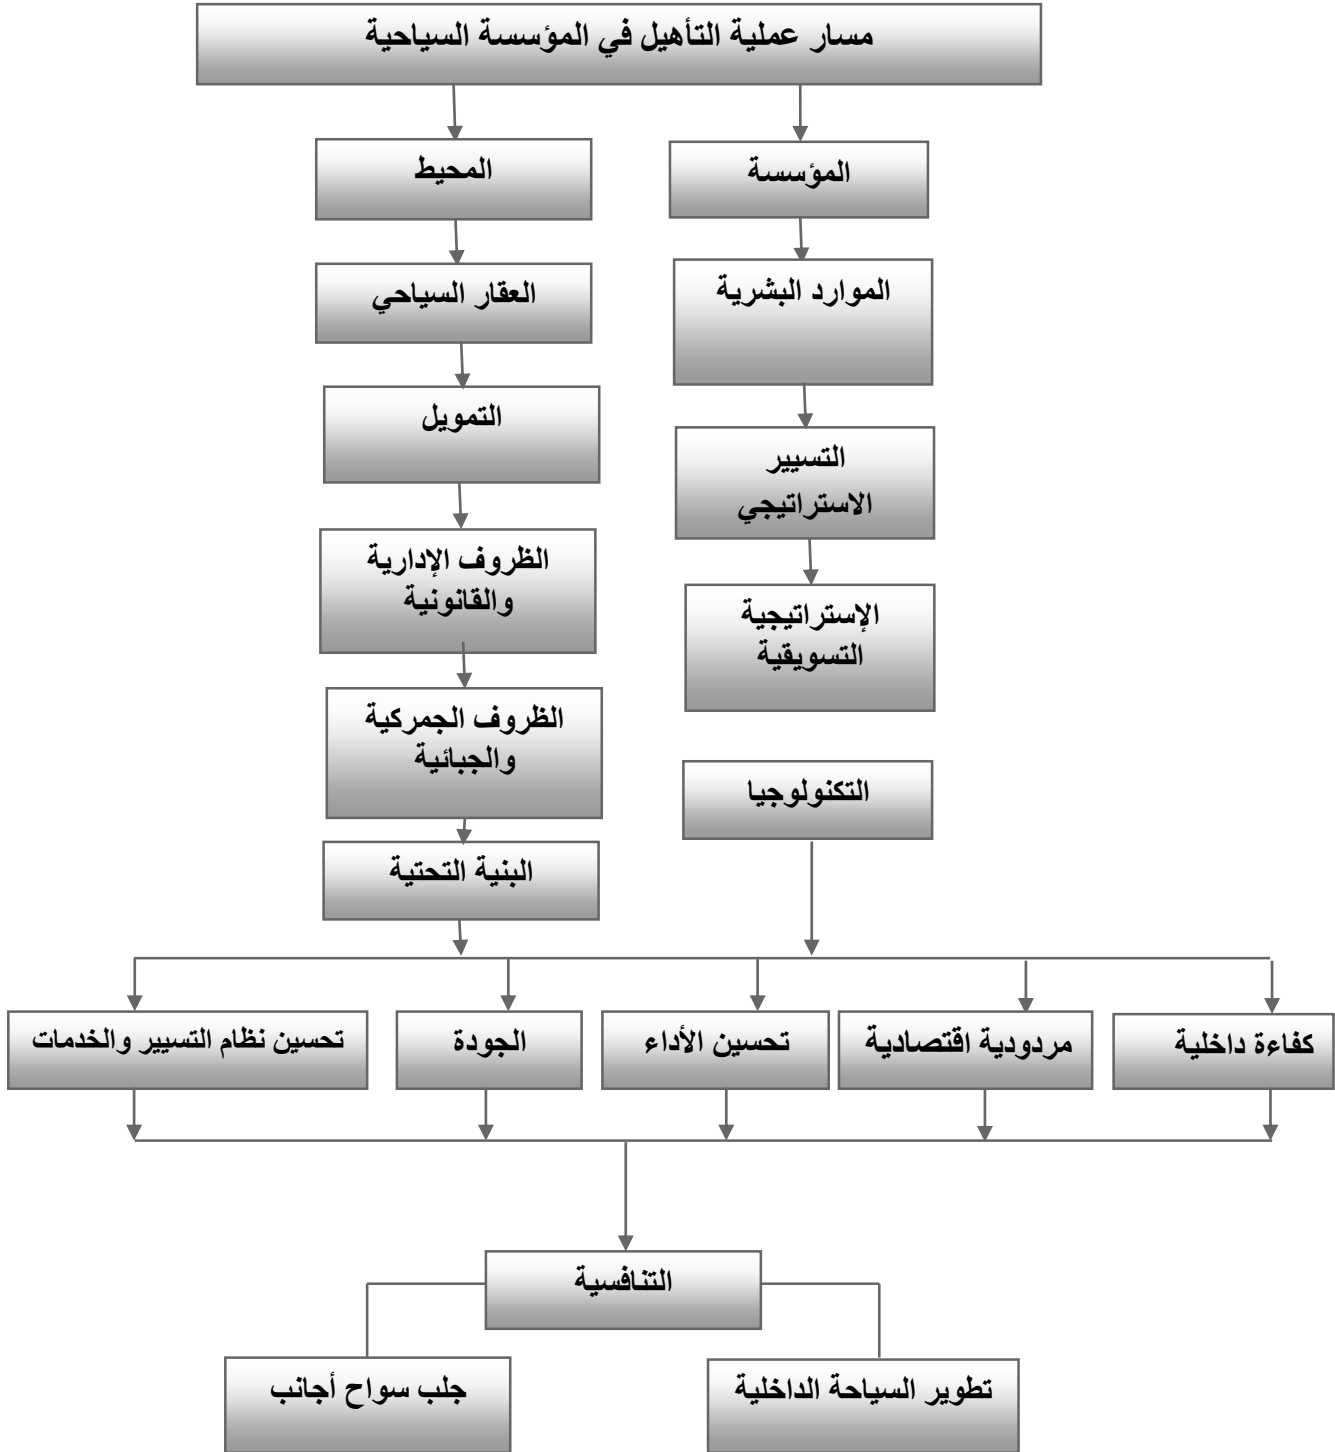 مسار عملية التأهيل في المؤسسة السياحية
المؤسسة
المحيط
الموارد البشرية
العقار السياحي
التمويل
التسيير
الاستراتيجي
الظروف الإدارية
والقانونية
الإستراتيجية
التسويقية
الظروف الجمركية
والجبائية
التكنولوجيا
البنية التحتية
كفاءة داخلية
مردودية اقتصادية
تحسين الأداء
الجودة
تحسين نظام التسيير والخدمات
التنافسية
تطوير السياحة الداخلية
جلب سواح أجانب